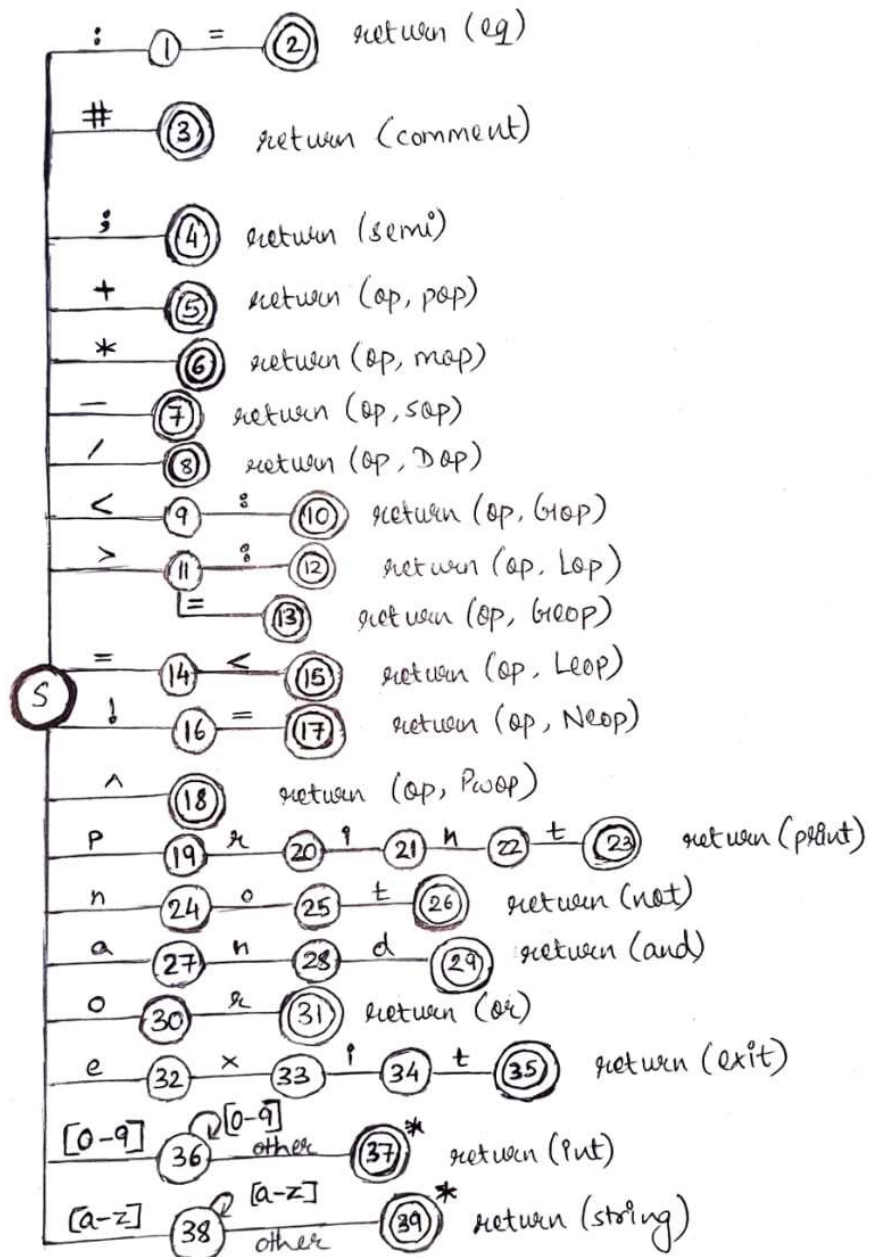 : 1 = 2 return (eq)
# 3 return (comment)
; 4 return (semi)
+ 5 return (op, pop)
* 6 return (op, mop)
- 7 return (op, sop)
/ 8 return (op, Dop)
< 9 : 10 return (op, Grop)
> 11 : 12 return (op, Lop)
= 13 return (op, Greop)
S
= 14 < 15 return (op, Leop)
! 16 = 17 return (op, Neop)
^ 18 return (op, Pwop)
P 19 r 20 i 21 n 22 t 23 return (print)
n 24 o 25 t 26 return (not)
a 27 n 28 d 29 return (and)
o 30 r 31 return (or)
e 32 x 33 i 34 t 35 return (exit)
[0-9] 36 [0-9] other 37 * return (int)
[a-z] 38 [a-z] other 39 * return (string)